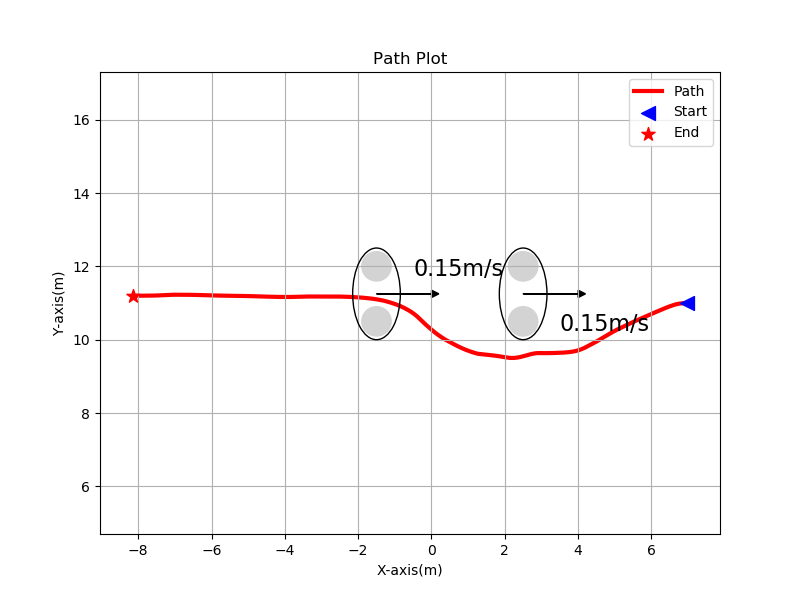 Path Plot
Path
Start
End
16
14
12
10
8
6
Y-axis(m)
0.15m/s
0.15m/s
−8
−6
−4
−2
0
2
4
6
X-axis(m)